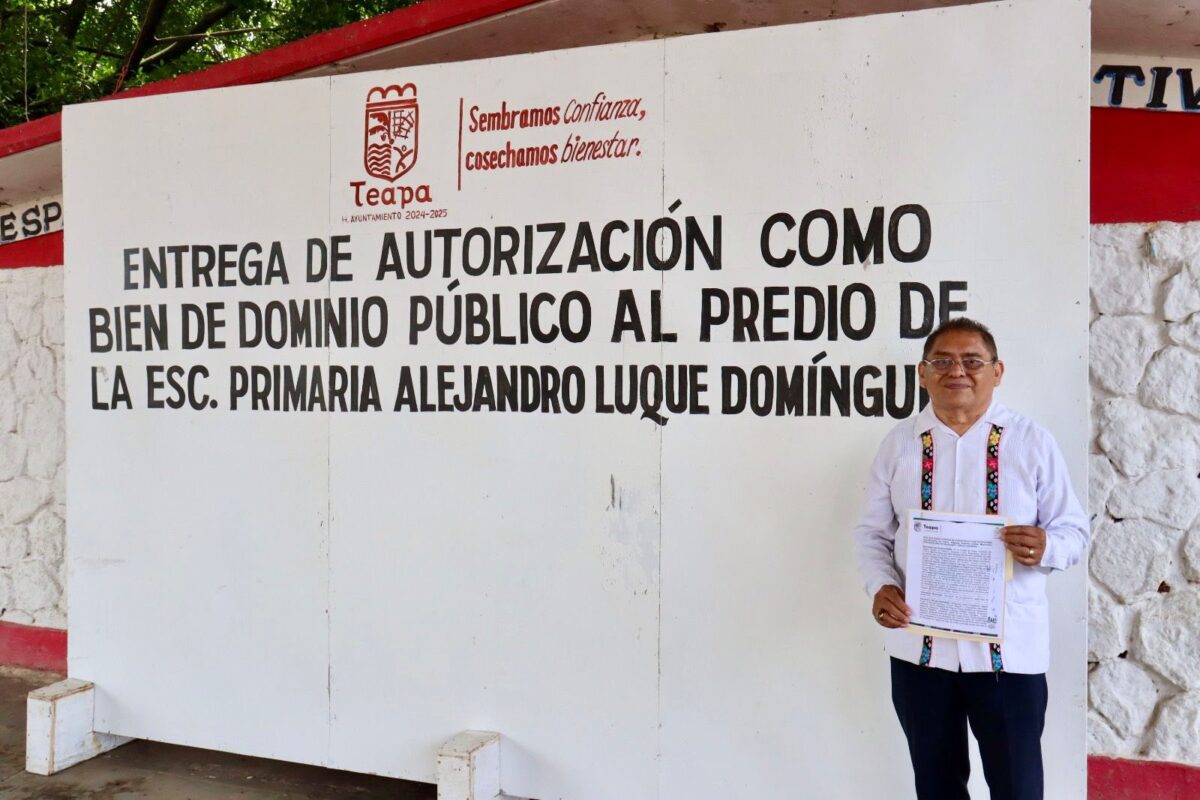 Sembramos Confianza,
cosechamos bienestar.
Teapa
H. AYUNTAMIENTO 2024-2025
ENTREGA DE AUTORIZACIÓN COMO
BIEN DE DOMINIO PÚBLICO AL PREDIO DE
LA ESC. PRIMARIA ALEJANDRO LUQUE DOMÍNGU
ESP
TIV
Teapa